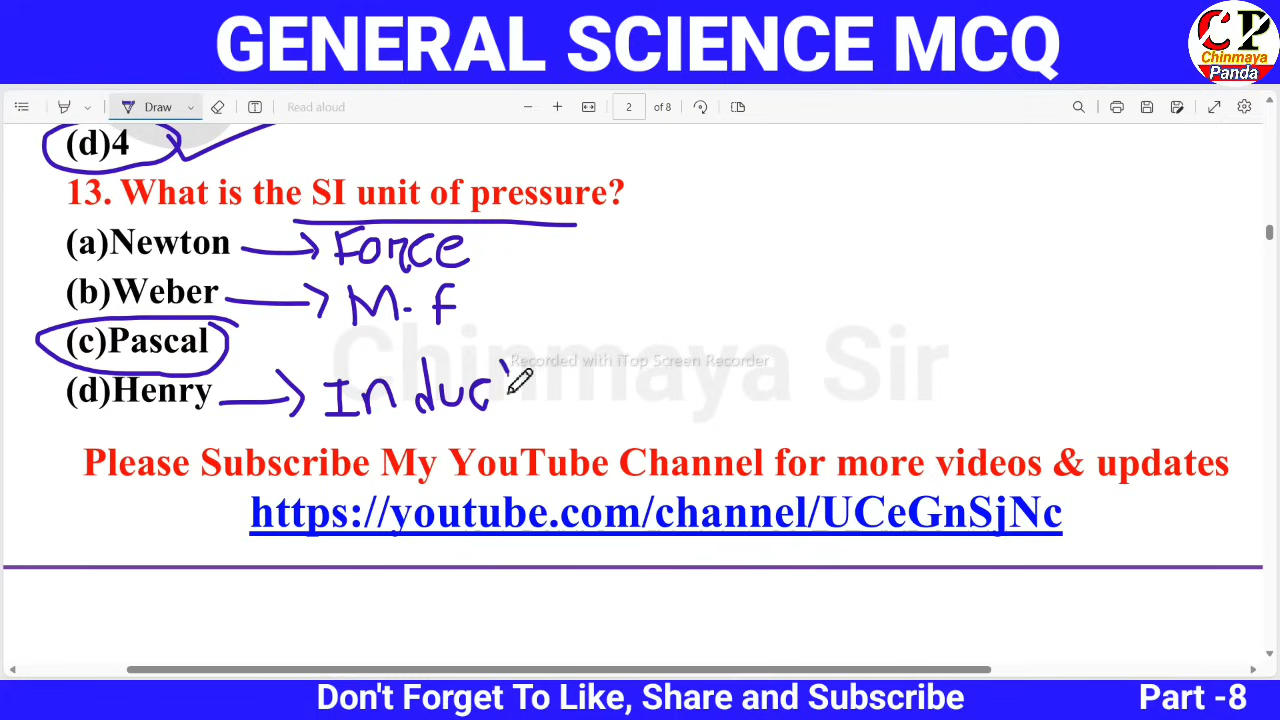 GENERAL SCIENCE MCQ
CP
Chinmaya
Panda
Draw
Read aloud
2 of 8
(d)4
13. What is the SI unit of pressure?
(a)Newton Force
(b)Weber M.F
(c)Pascal
(d)Henry Induc
Chinmaya Sir
Recorded with iTop Screen Recorder
Please Subscribe My YouTube Channel for more videos & updates
https://youtube.com/channel/UCeGnSjNc
Don't Forget To Like, Share and Subscribe Part -8